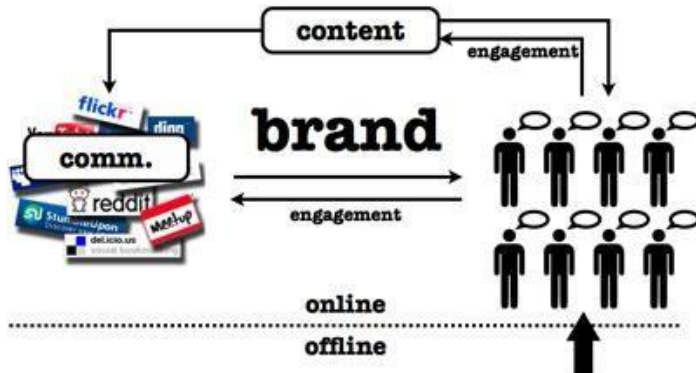 content
engagement
flickr
digg
brand
comm.
reddit
engagement
StumbleUpon
Meetup
del.icio.us
social bookmarking
online
offline